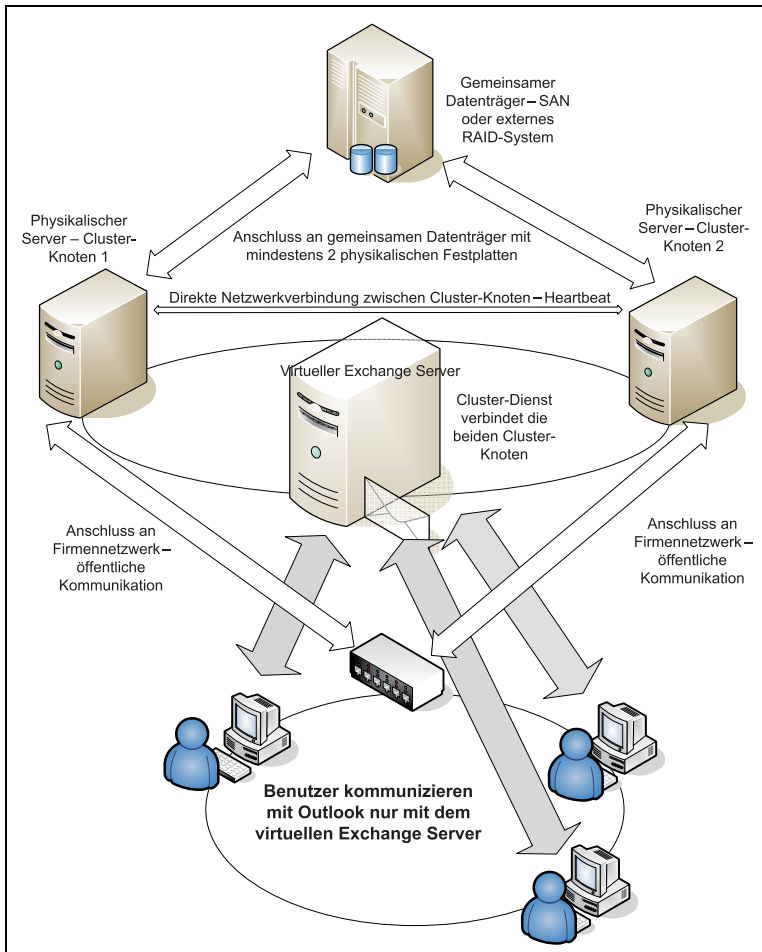 Gemeinsamer
Datenträger – SAN
oder externes
RAID-System
Physikalischer
Server – Cluster-
Knoten 1
Physikalischer
Server – Cluster-
Knoten 2
Anschluss an gemeinsamen Datenträger mit
mindestens 2 physikalischen Festplatten
Direkte Netzwerkverbindung zwischen Cluster-Knoten – Heartbeat
Virtueller Exchange Server
Cluster-Dienst
verbindet die
beiden Cluster-
Knoten
Anschluss an
Firmennetzwerk –
öffentliche
Kommunikation
Anschluss an
Firmennetzwerk –
öffentliche
Kommunikation
Benutzer kommunizieren
mit Outlook nur mit dem
virtuellen Exchange Server